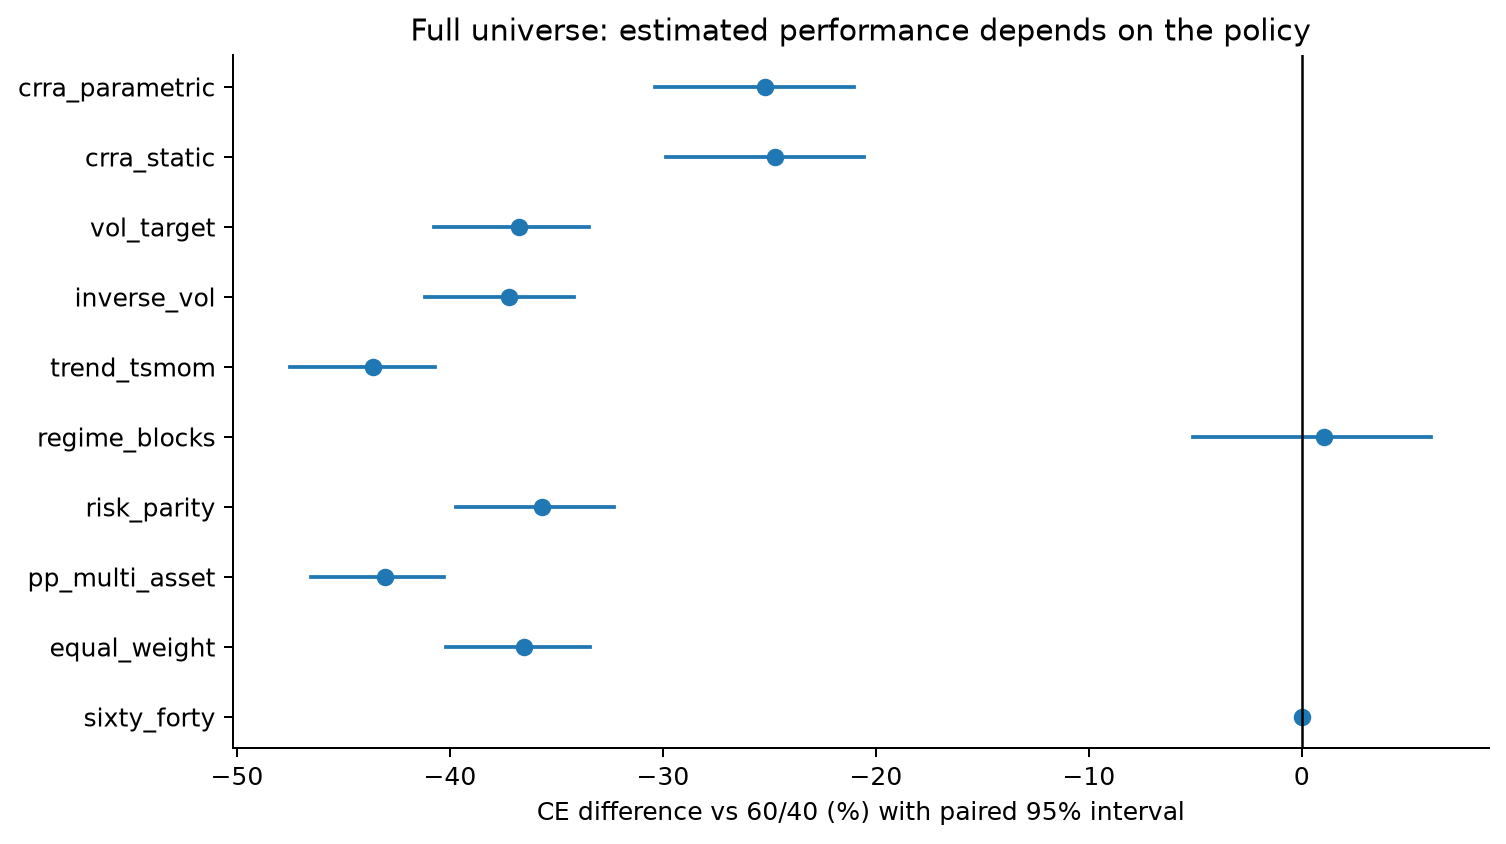 Full universe: estimated performance depends on the policy
crra_parametric
crra_static
vol_target
inverse_vol
trend_tsmom
regime_blocks
risk_parity
pp_multi_asset
equal_weight
sixty_forty
−50 −40 −30 −20 −10 0
CE difference vs 60/40 (%) with paired 95% interval